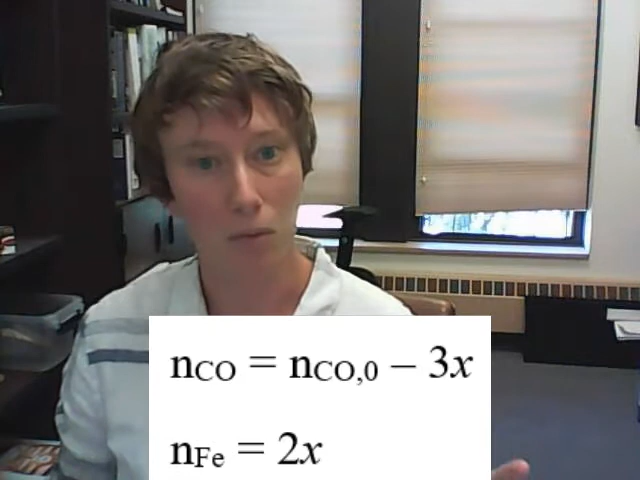 nCO = nCO,0 − 3x
nFe = 2x